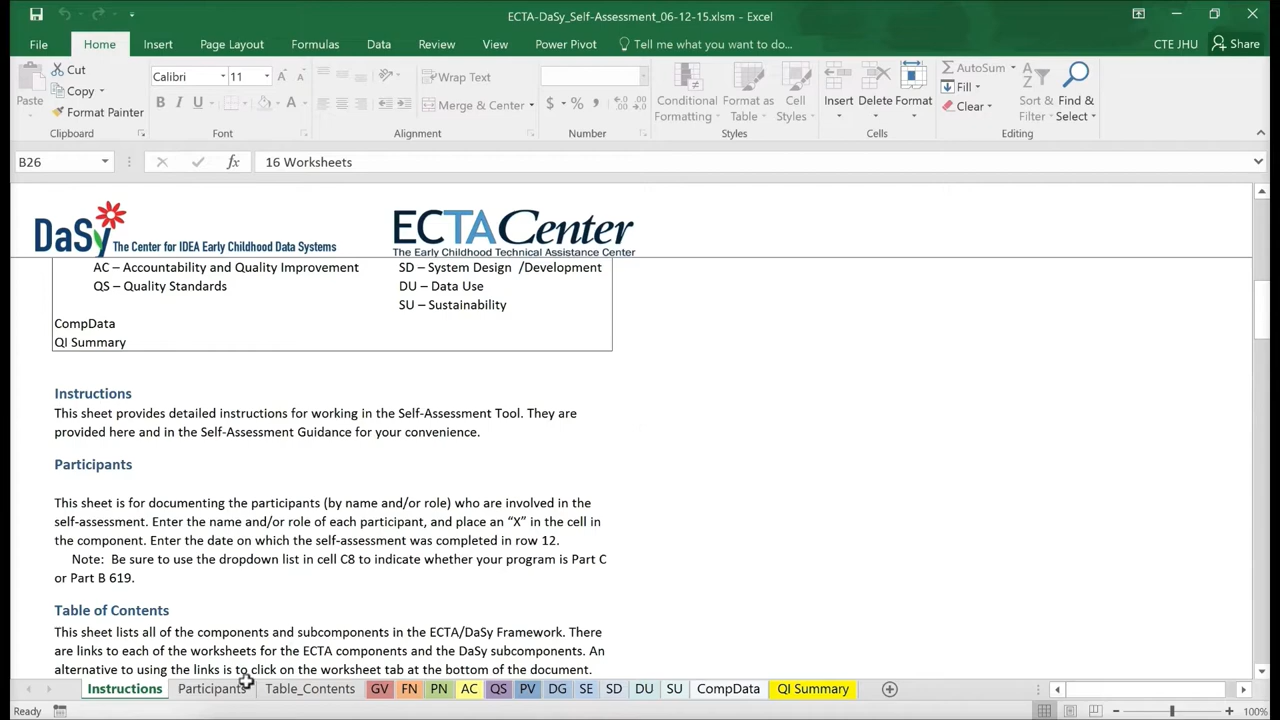 ECTA-DaSy_Self-Assessment_06-12-15.xlsm - Excel
File Home Insert Page Layout Formulas Data Review View Power Pivot Tell me what you want to do... CTE JHU Share
Paste
Cut
Copy
Format Painter
Clipboard
Calibri 11
B I U
Font
Wrap Text
Merge & Center
Alignment
$ % ,
Number
Conditional Formatting
Format as Table
Cell Styles
Styles
Insert Delete Format
Cells
AutoSum
Fill
Clear
Sort & Filter
Find & Select
Editing
B26 fx 16 Worksheets
DaSy The Center for IDEA Early Childhood Data Systems
ECTA Center
The Early Childhood Technical Assistance Center
AC – Accountability and Quality Improvement SD – System Design /Development
QS – Quality Standards DU – Data Use
SU – Sustainability
CompData
QI Summary
Instructions
This sheet provides detailed instructions for working in the Self-Assessment Tool. They are
provided here and in the Self-Assessment Guidance for your convenience.
Participants
This sheet is for documenting the participants (by name and/or role) who are involved in the
self-assessment. Enter the name and/or role of each participant, and place an “X” in the cell in
the component. Enter the date on which the self-assessment was completed in row 12.
Note: Be sure to use the dropdown list in cell C8 to indicate whether your program is Part C
or Part B 619.
Table of Contents
This sheet lists all of the components and subcomponents in the ECTA/DaSy Framework. There
are links to each of the worksheets for the ECTA components and the DaSy subcomponents. An
alternative to using the links is to click on the worksheet tab at the bottom of the document.
Instructions Participants Table_Contents GV FN PN AC QS PV DG SE SD DU SU CompData QI Summary
Ready 100%